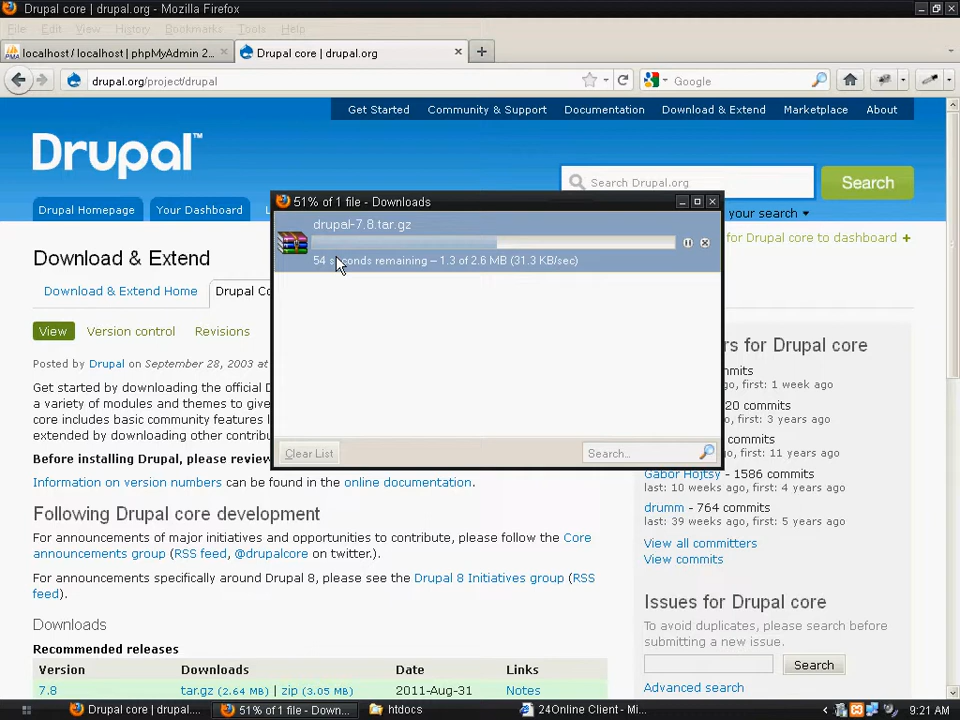 Drupal core | drupal.org - Mozilla Firefox
File Edit View History Bookmarks Tools Help
localhost / localhost | phpMyAdmin 2...
Drupal core | drupal.org
drupal.org/project/drupal
Google
Get Started Community & Support Documentation Download & Extend Marketplace About
Drupal™
Search Drupal.org
Search
Drupal Homepage Your Dashboard
your search
for Drupal core to dashboard
51% of 1 file - Downloads
drupal-7.8.tar.gz
54 seconds remaining – 1.3 of 2.6 MB (31.3 KB/sec)
Clear List
Search...
Download & Extend
Download & Extend Home Drupal Co
View Version control Revisions
Posted by Drupal on September 28, 2003 at
Get started by downloading the official D
a variety of modules and themes to give
core includes basic community features l
extended by downloading other contribu
Before installing Drupal, please review
Information on version numbers can be found in the online documentation.
Following Drupal core development
For announcements of major initiatives and opportunities to contribute, please follow the Core
announcements group (RSS feed, @drupalcore on twitter.).
For announcements specifically around Drupal 8, please see the Drupal 8 Initiatives group (RSS
feed).
Downloads
Recommended releases
Version Downloads Date Links
7.8 tar.gz (2.64 MB) | zip (3.05 MB) 2011-Aug-31 Notes
rs for Drupal core
ommits
o, first: 1 week ago
20 commits
o, first: 3 years ago
commits
o, first: 11 years ago
Gabor Hojtsy - 1586 commits
last: 10 weeks ago, first: 4 years ago
drumm - 764 commits
last: 39 weeks ago, first: 5 years ago
View all committers
View commits
Issues for Drupal core
To avoid duplicates, please search before
submitting a new issue.
Search
Advanced search
Drupal core | drupal....
51% of 1 file - Down...
htdocs
24Online Client - Mi...
9:21 AM